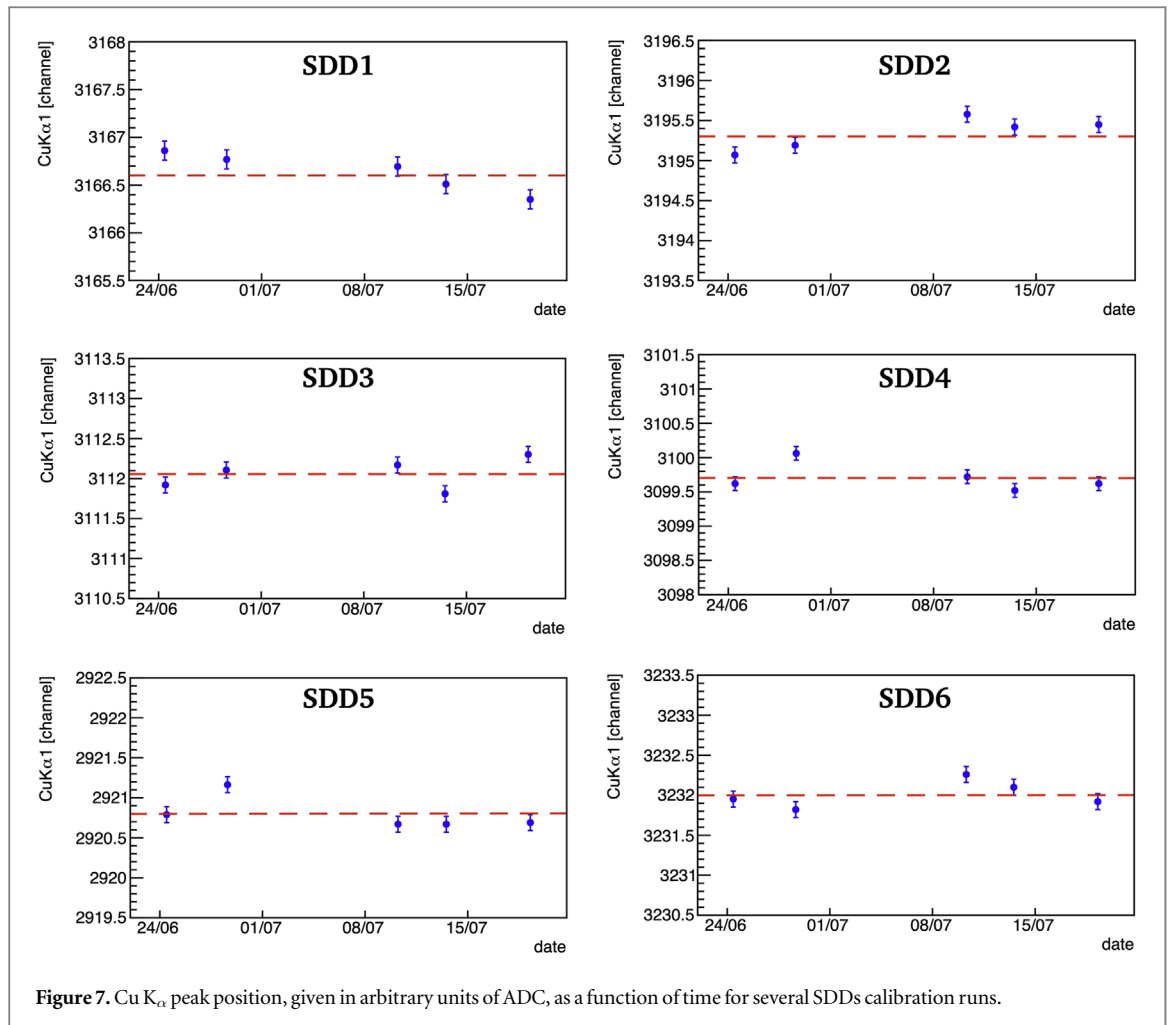 CuKα1 [channel]
SDD1
3168
3167.5
3167
3166.5
3166
3165.5
24/06 01/07 08/07 15/07
date
CuKα1 [channel]
SDD2
3196.5
3196
3195.5
3195
3194.5
3194
3193.5
24/06 01/07 08/07 15/07
date
CuKα1 [channel]
SDD3
3113.5
3113
3112.5
3112
3111.5
3111
3110.5
24/06 01/07 08/07 15/07
date
CuKα1 [channel]
SDD4
3101.5
3101
3100.5
3100
3099.5
3099
3098.5
3098
24/06 01/07 08/07 15/07
date
CuKα1 [channel]
SDD5
2922.5
2922
2921.5
2921
2920.5
2920
2919.5
24/06 01/07 08/07 15/07
date
CuKα1 [channel]
SDD6
3233.5
3233
3232.5
3232
3231.5
3231
3230.5
24/06 01/07 08/07 15/07
date
Figure 7. Cu Kα peak position, given in arbitrary units of ADC, as a function of time for several SDDs calibration runs.